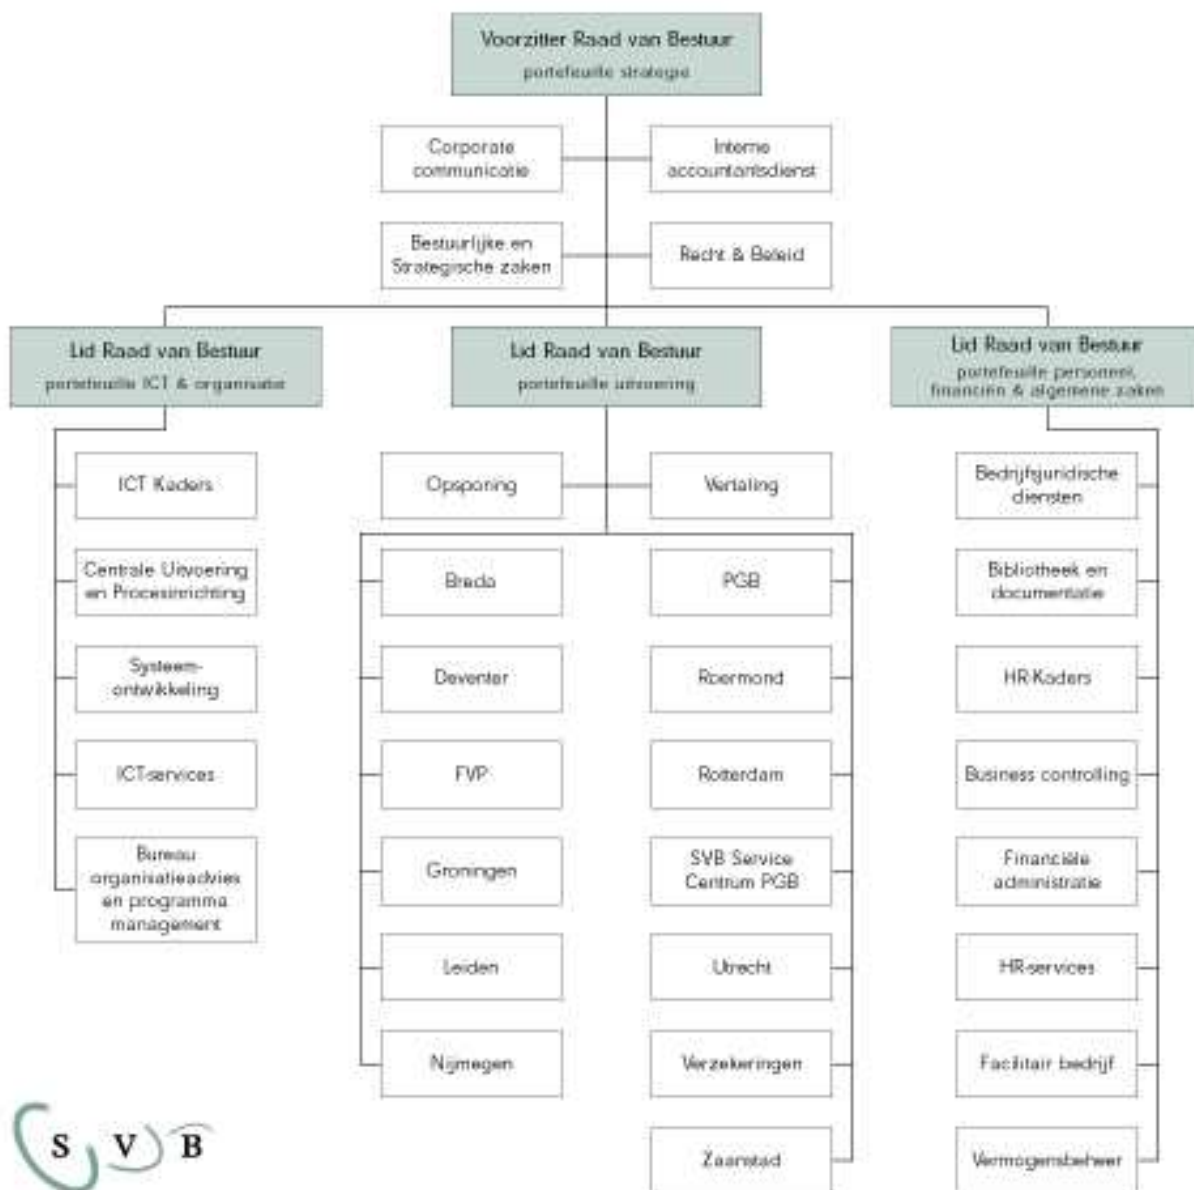 Voorzitter Raad van Bestuur
portefeuille strategie
Corporate
communicatie
Interne
accountantsdienst
Bestuurlijke en
Strategische zaken
Recht & Beleid
Lid Raad van Bestuur
portefeuille ICT & organisatie
Lid Raad van Bestuur
portefeuille uitvoering
Lid Raad van Bestuur
portefeuille personeel,
financiën & algemene zaken
ICT Kaders
Centrale Uitvoering
en Procesinrichting
Systeem-
ontwikkeling
ICT-services
Bureau
organisatieadvies
en programma
management
Opsporing
Vertaling
Breda
Deventer
FVP
Groningen
Leiden
Nijmegen
PGB
Roermond
Rotterdam
SVB Service
Centrum PGB
Utrecht
Verzekeringen
Zaanstad
Bedrijfsjuridische
diensten
Bibliotheek en
documentatie
HR-Kaders
Business controlling
Financiële
administratie
HR-services
Facilitair bedrijf
Vermogensbeheer
S V B